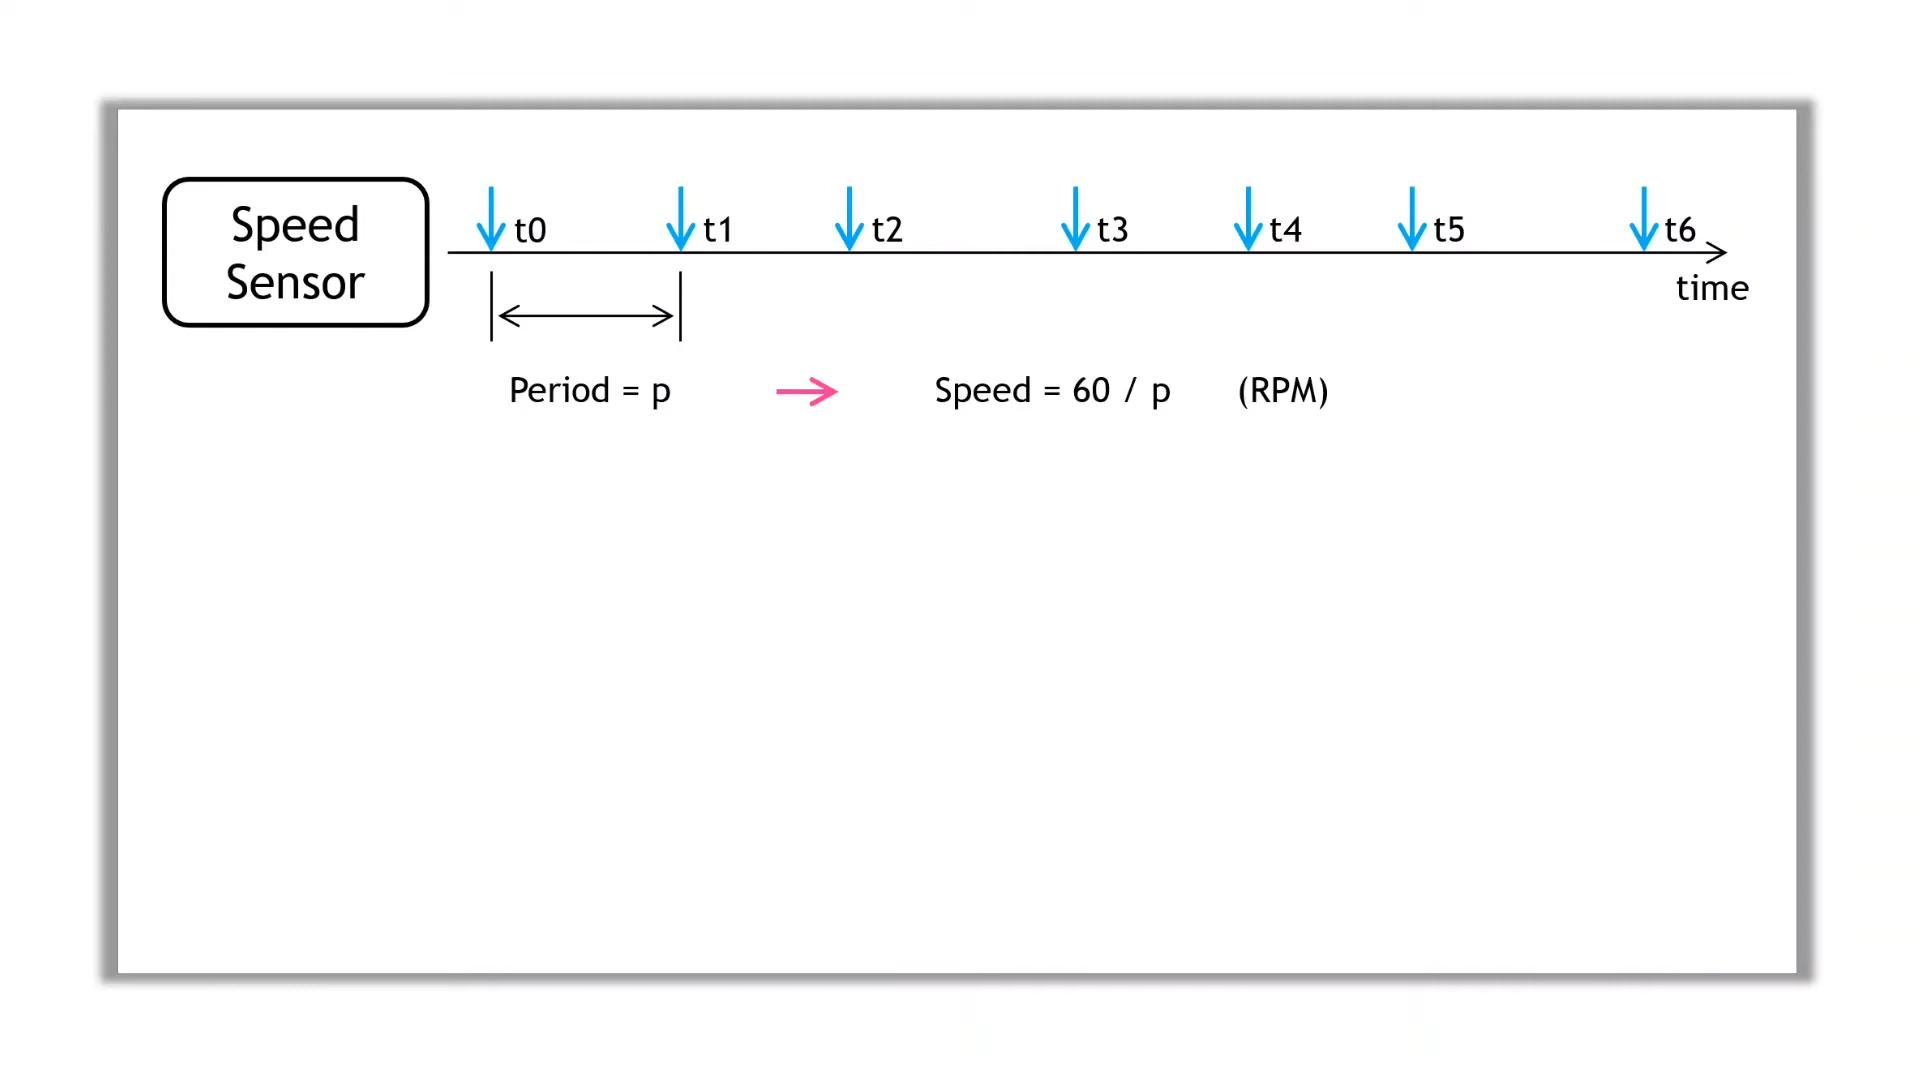 Speed
Sensor
t0 t1 t2 t3 t4 t5 t6
time
Period = p Speed = 60 / p (RPM)